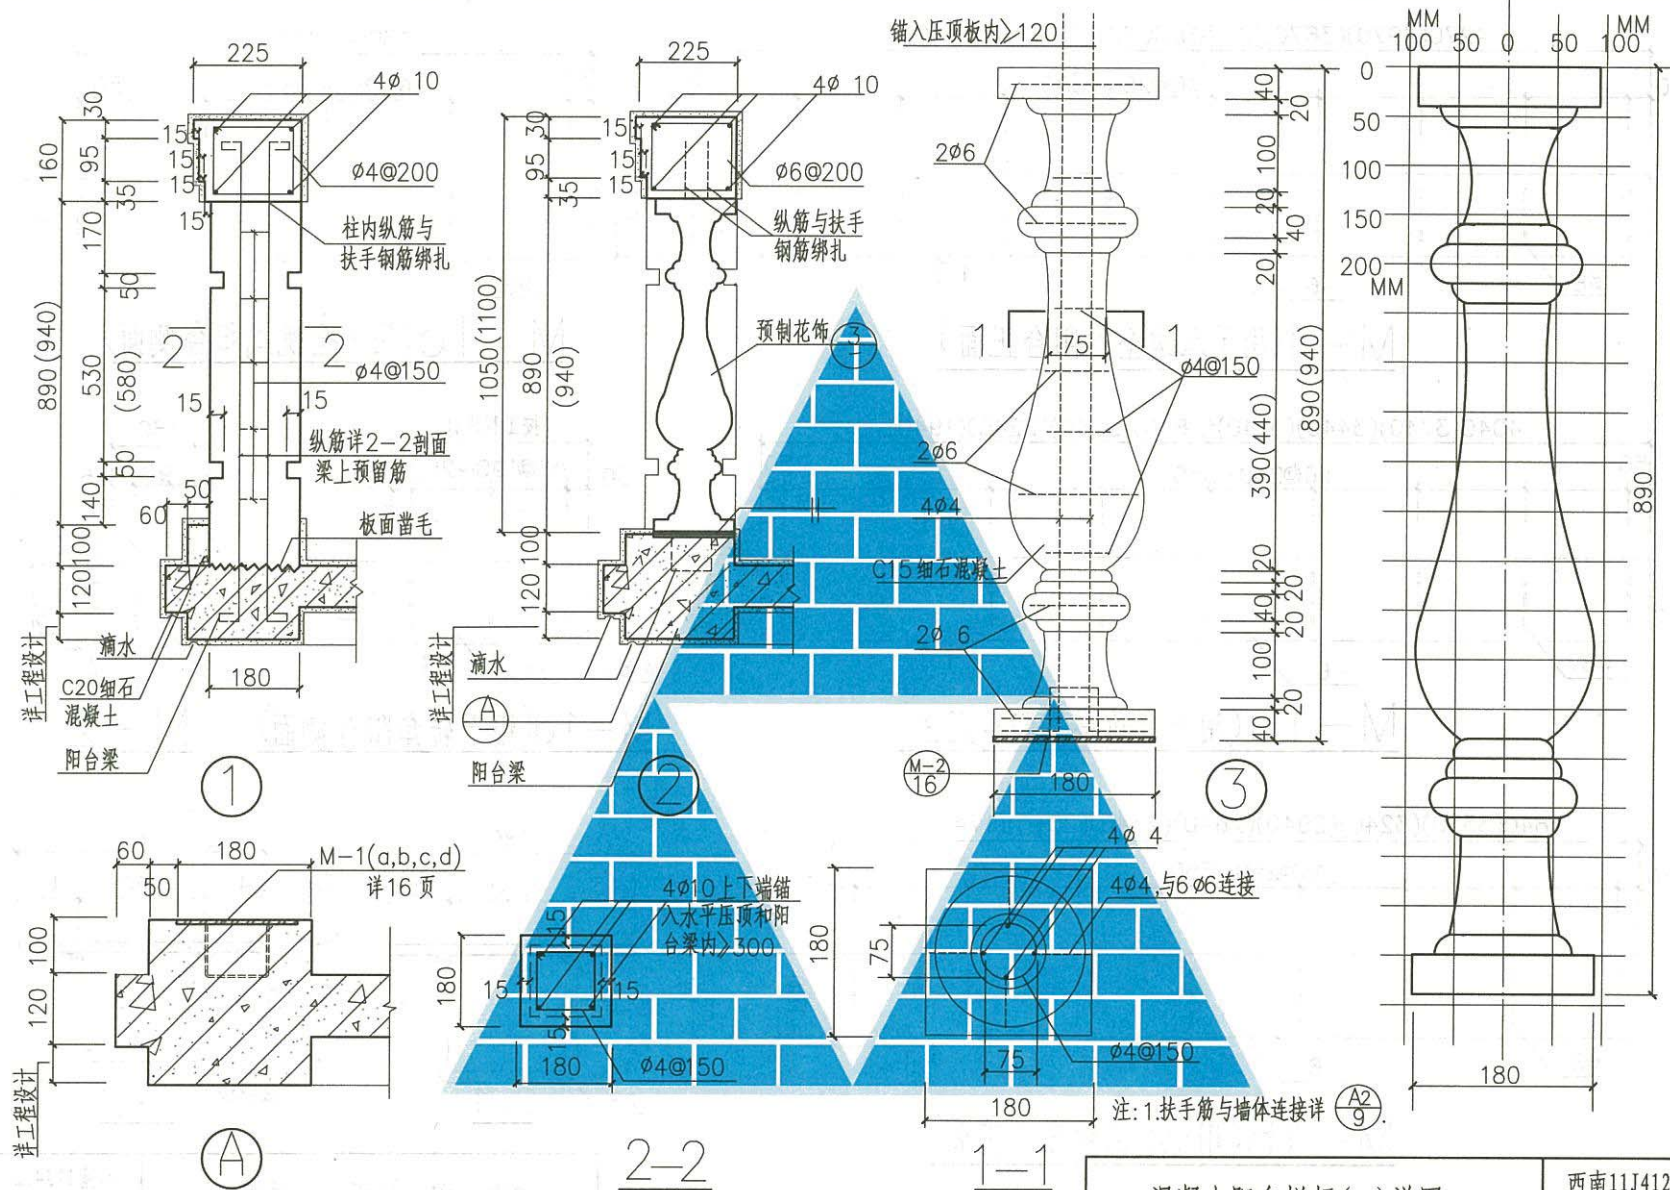 225
4ø 10
30
160
95
35
15
15
15
15
ø4@200
柱内纵筋与
扶手钢筋绑扎
170
50
890(940)
530
(580)
2
2
ø4@150
15
15
纵筋详2-2剖面
梁上预留筋
50
140
50
60
板面凿毛
100
120
详工程设计
滴水
C20细石
混凝土
180
阳台梁
1
225
4ø 10
30
95
35
15
15
15
ø6@200
纵筋与扶手
钢筋绑扎
1050(1100)
890
(940)
预制花饰
3
100
120
详工程设计
滴水
A
阳台梁
2
锚入压顶板内≥120
2ø6
40
20
100
20
20
40
20
1
1
75
ø4@150
890(940)
390(440)
2ø6
4ø4
C15细石混凝土
2ø 6
20
20
40
20
100
20
40
M-2
16
180
3
MM
MM
100 50 0 50 100
0
50
100
150
200
MM
890
180
60
180
50
M-1(a,b,c,d)
详16 页
100
120
详工程设计
A
4ø10上下端锚
入水平压顶和阳
台梁内≥300
15
180
15
15
15
180
ø4@150
2-2
4ø 4
4ø4,与6ø6连接
180
75
75
ø4@150
180
1-1
注: 1.扶手筋与墙体连接详 A2
9 .
西南11J412